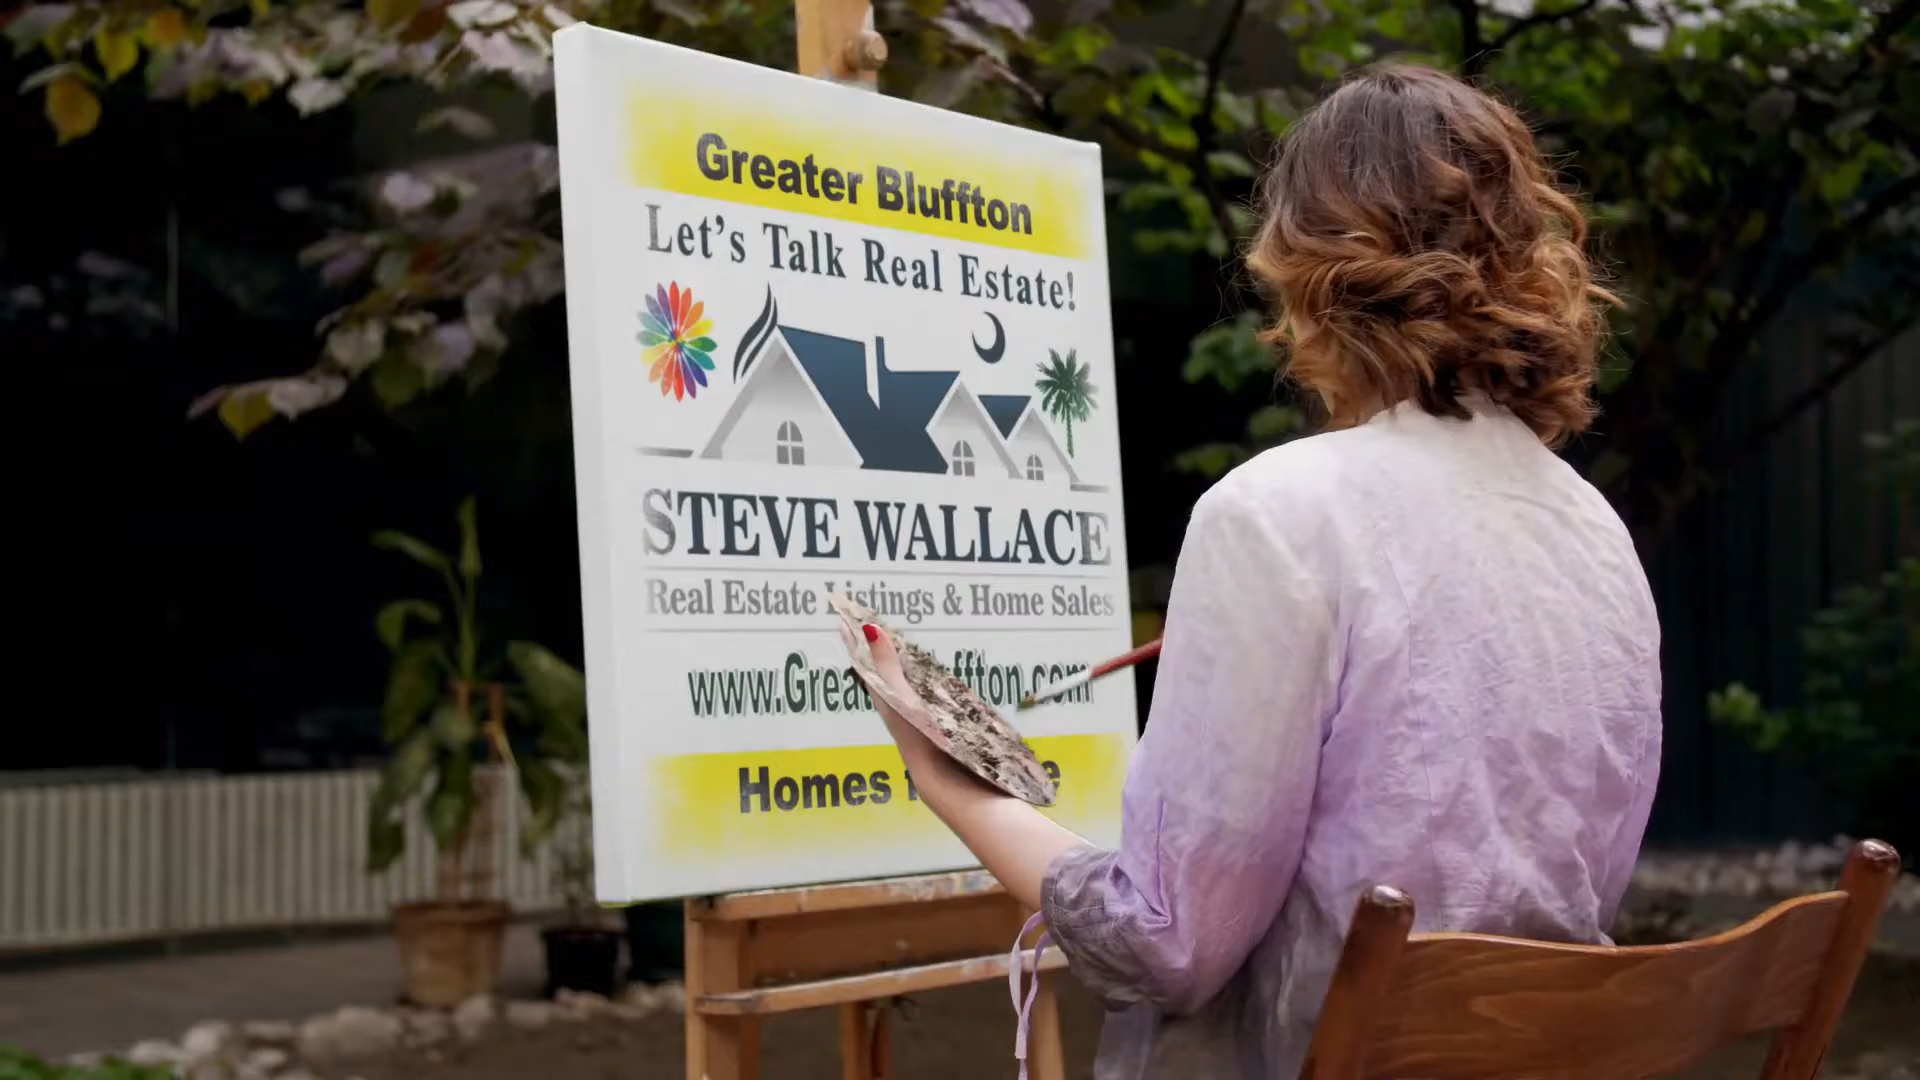 Greater Bluffton
Let's Talk Real Estate!
STEVE WALLACE
Real Estate Listings & Home Sales
Homes